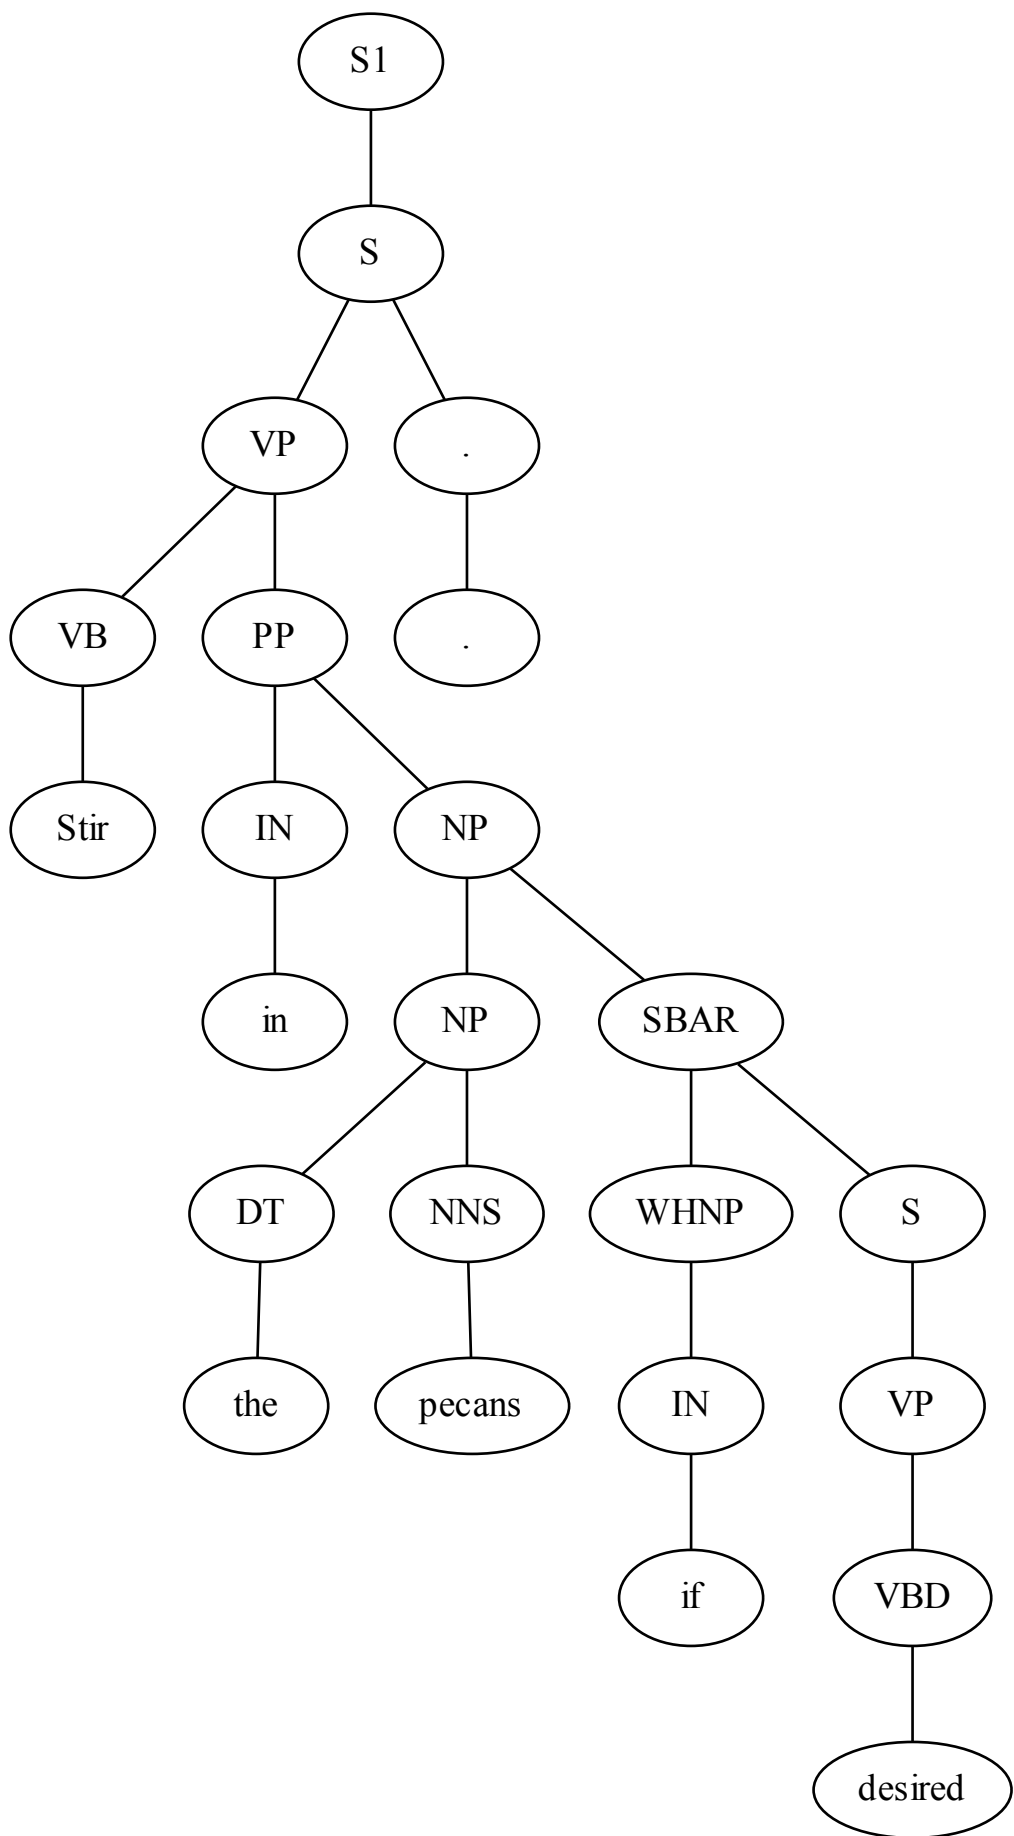 S1
S
VP .
VB PP .
Stir IN NP
in NP SBAR
DT NNS WHNP S
the pecans IN VP
if VBD
desired